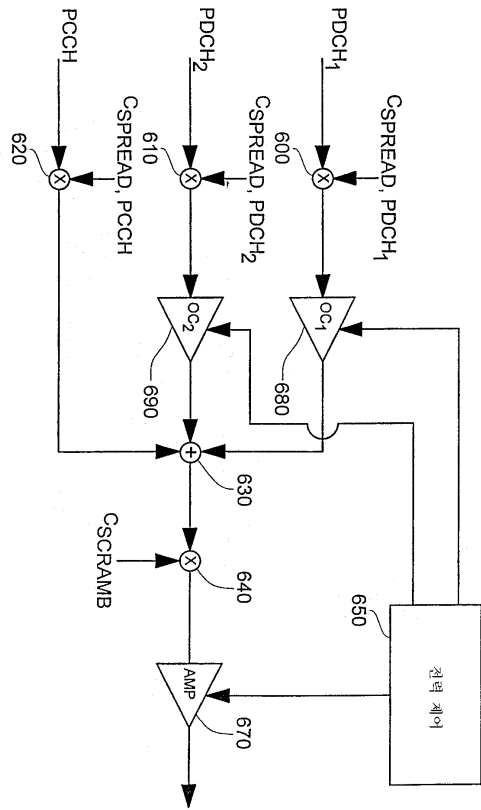 PDCH1
CSPREAD, PDCH1
600
OC1
680
PDCH2
CSPREAD, PDCH2
610
OC2
690
PCCH
CSPREAD, PCCH
620
630
CSCRAMB
640
650
전력 제어
AMP
670